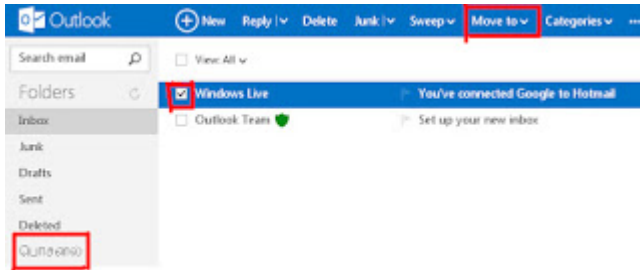 Outlook
New Reply Delete Junk Sweep Move to Categories ...
Search email
View: All
Folders
Windows Live You've connected Google to Hotmail
Inbox
Outlook Team Set up your new inbox
Junk
Drafts
Sent
Deleted